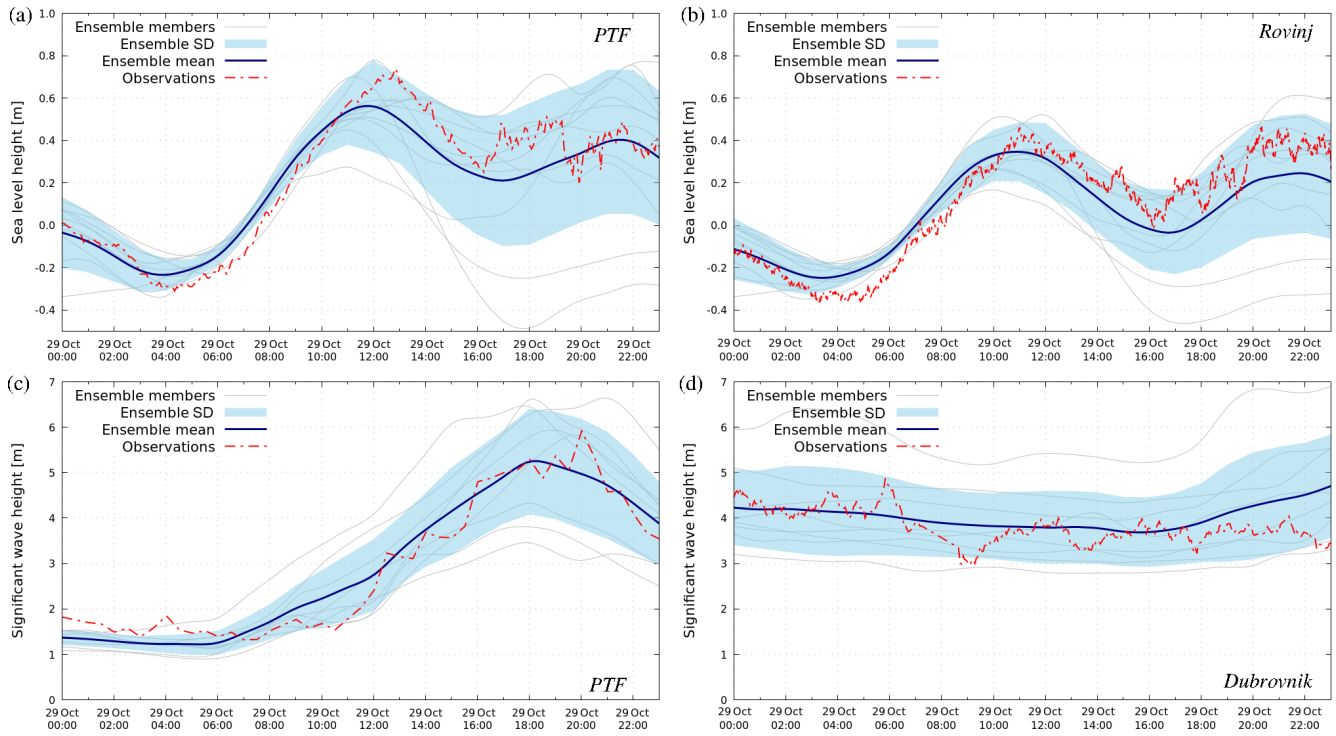 (a)
1.0
0.8
0.6
0.4
0.2
0.0
-0.2
-0.4
Sea level height [m]
Ensemble members
Ensemble SD
Ensemble mean
Observations
PTF
29 Oct 29 Oct 29 Oct 29 Oct 29 Oct 29 Oct 29 Oct 29 Oct 29 Oct 29 Oct 29 Oct 29 Oct
00:00 02:00 04:00 06:00 08:00 10:00 12:00 14:00 16:00 18:00 20:00 22:00
(b)
1.0
0.8
0.6
0.4
0.2
0.0
-0.2
-0.4
Sea level height [m]
Ensemble members
Ensemble SD
Ensemble mean
Observations
Rovinj
29 Oct 29 Oct 29 Oct 29 Oct 29 Oct 29 Oct 29 Oct 29 Oct 29 Oct 29 Oct 29 Oct 29 Oct
00:00 02:00 04:00 06:00 08:00 10:00 12:00 14:00 16:00 18:00 20:00 22:00
(c)
7
6
5
4
3
2
1
0
Significant wave height [m]
Ensemble members
Ensemble SD
Ensemble mean
Observations
PTF
29 Oct 29 Oct 29 Oct 29 Oct 29 Oct 29 Oct 29 Oct 29 Oct 29 Oct 29 Oct 29 Oct 29 Oct
00:00 02:00 04:00 06:00 08:00 10:00 12:00 14:00 16:00 18:00 20:00 22:00
(d)
7
6
5
4
3
2
1
0
Significant wave height [m]
Ensemble members
Ensemble SD
Ensemble mean
Observations
Dubrovnik
29 Oct 29 Oct 29 Oct 29 Oct 29 Oct 29 Oct 29 Oct 29 Oct 29 Oct 29 Oct 29 Oct 29 Oct
00:00 02:00 04:00 06:00 08:00 10:00 12:00 14:00 16:00 18:00 20:00 22:00